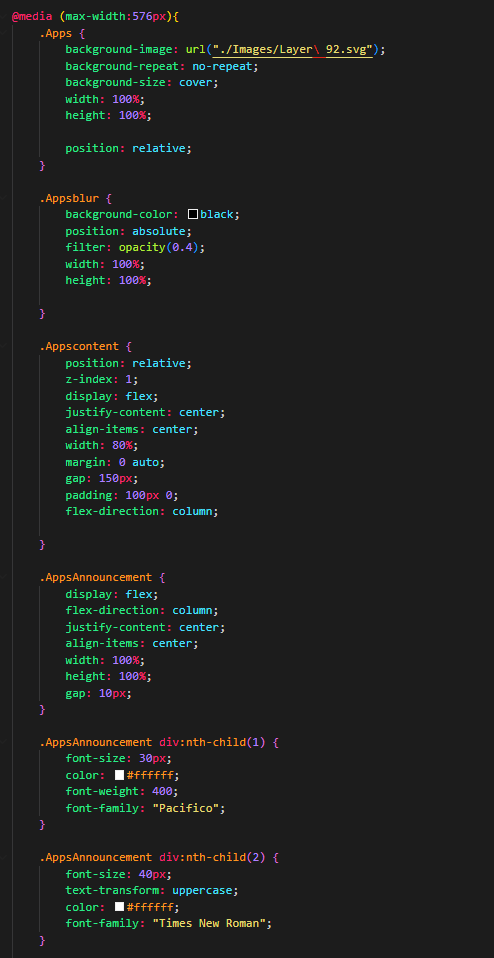 @media (max-width:576px){
.Apps {
background-image: url("./Images/Layer\ 92.svg");
background-repeat: no-repeat;
background-size: cover;
width: 100%;
height: 100%;
position: relative;
}
.Appsblur {
background-color: black;
position: absolute;
filter: opacity(0.4);
width: 100%;
height: 100%;
}
.Appscontent {
position: relative;
z-index: 1;
display: flex;
justify-content: center;
align-items: center;
width: 80%;
margin: 0 auto;
gap: 150px;
padding: 100px 0;
flex-direction: column;
}
.AppsAnnouncement {
display: flex;
flex-direction: column;
justify-content: center;
align-items: center;
width: 100%;
height: 100%;
gap: 10px;
}
.AppsAnnouncement div:nth-child(1) {
font-size: 30px;
color: #ffffff;
font-weight: 400;
font-family: "Pacifico";
}
.AppsAnnouncement div:nth-child(2) {
font-size: 40px;
text-transform: uppercase;
color: #ffffff;
font-family: "Times New Roman";
}